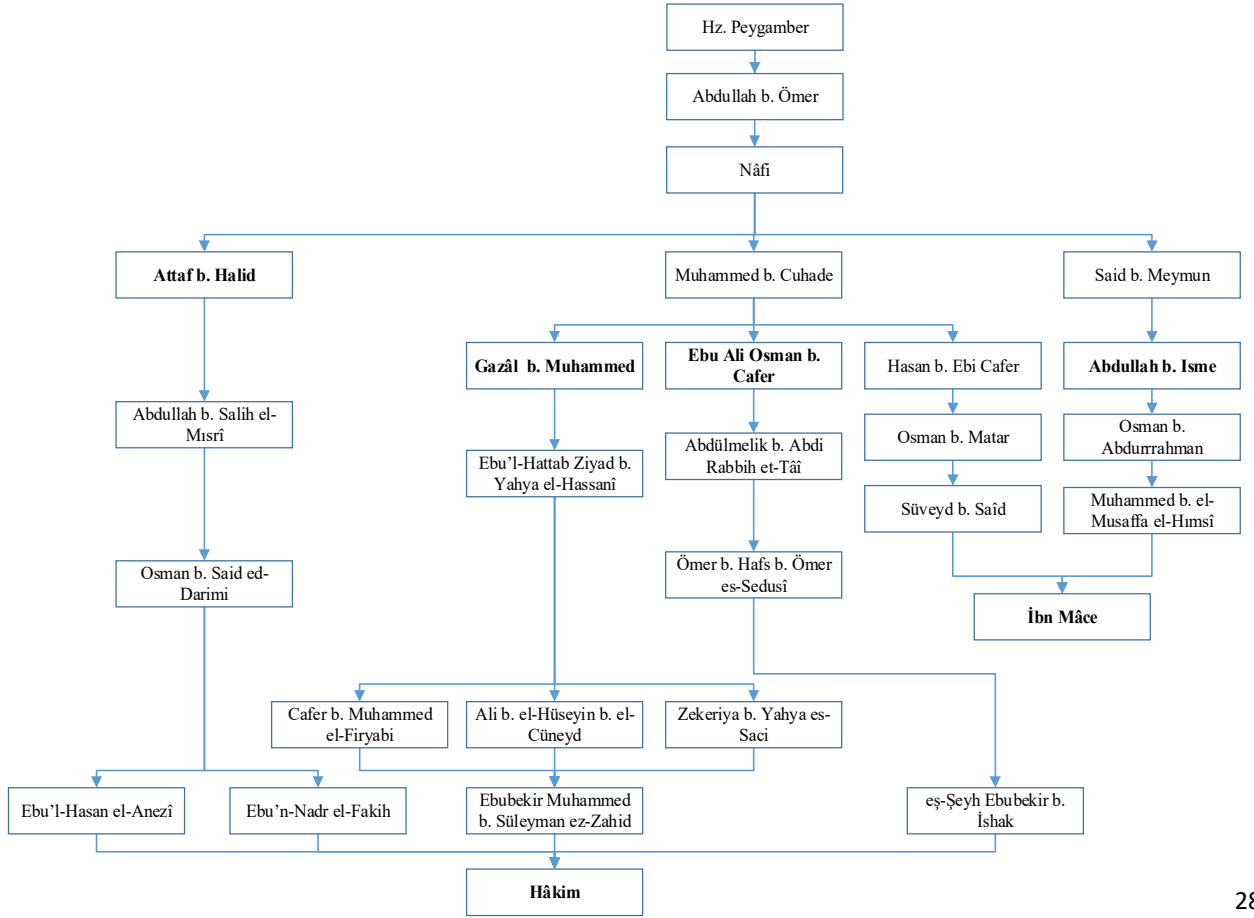 Hz. Peygamber
Abdullah b. Ömer
Nâfi
Attaf b. Halid
Muhammed b. Cuhade
Said b. Meymun
Gazâl b. Muhammed
Ebu Ali Osman b.
Cafer
Hasan b. Ebi Cafer
Abdullah b. Isme
Abdullah b. Salih el-
Mısrî
Ebu’l-Hattab Ziyad b.
Yahya el-Hassanî
Abdülmelik b. Abdi
Rabbih et-Tâî
Osman b. Matar
Osman b.
Abdurrahman
Süveyd b. Saîd
Muhammed b. el-
Musaffa el-Hımsî
Osman b. Said ed-
Darimi
Ömer b. Hafs b. Ömer
es-Sedusî
İbn Mâce
Cafer b. Muhammed
el-Firyabi
Ali b. el-Hüseyin b. el-
Cüneyd
Zekeriya b. Yahya es-
Saci
Ebu’l-Hasan el-Anezî
Ebu’n-Nadr el-Fakih
Ebubekir Muhammed
b. Süleyman ez-Zahid
eş-Şeyh Ebubekir b.
İshak
Hâkim
28